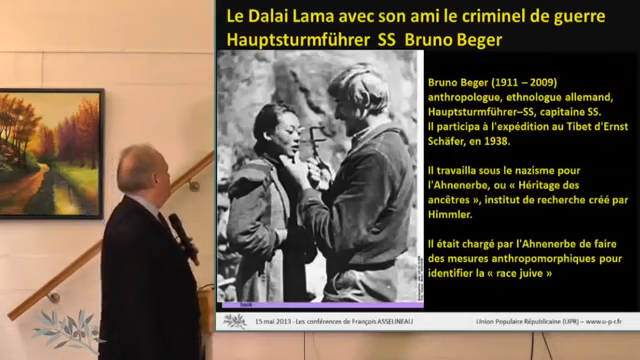 Le Dalai Lama avec son ami le criminel de guerre
Hauptsturmführer SS Bruno Beger
Bruno Beger (1911 – 2009)
anthropologue, ethnologue allemand,
Hauptsturmführer–SS, capitaine SS.
Il participa à l'expédition au Tibet d'Ernst
Schäfer, en 1938.
Il travailla sous le nazisme pour
l'Ahnenerbe, ou « Héritage des
ancêtres », institut de recherche créé par
Himmler.
Il était chargé par l'Ahnenerbe de faire
des mesures anthropomorphiques pour
identifier la « race juive »
15 mai 2013 - Les conférences de François ASSELINEAU
Union Populaire Républicaine (UPR) – www.u-p-r.fr